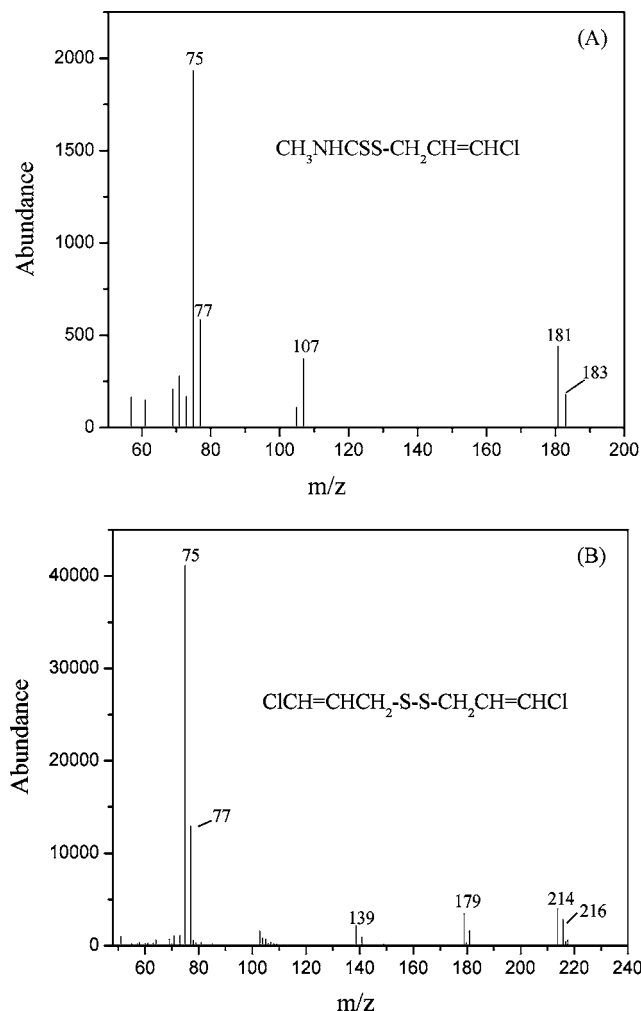 (A)
2000
1500
1000
500
0
Abundance
75
77
107
181
183
CH₃NHCSS-CH₂CH=CHCl
60 80 100 120 140 160 180 200
m/z
(B)
40000
30000
20000
10000
0
Abundance
75
77
139
179
214
216
ClCH=CHCH₂-S-S-CH₂CH=CHCl
60 80 100 120 140 160 180 200 220 240
m/z